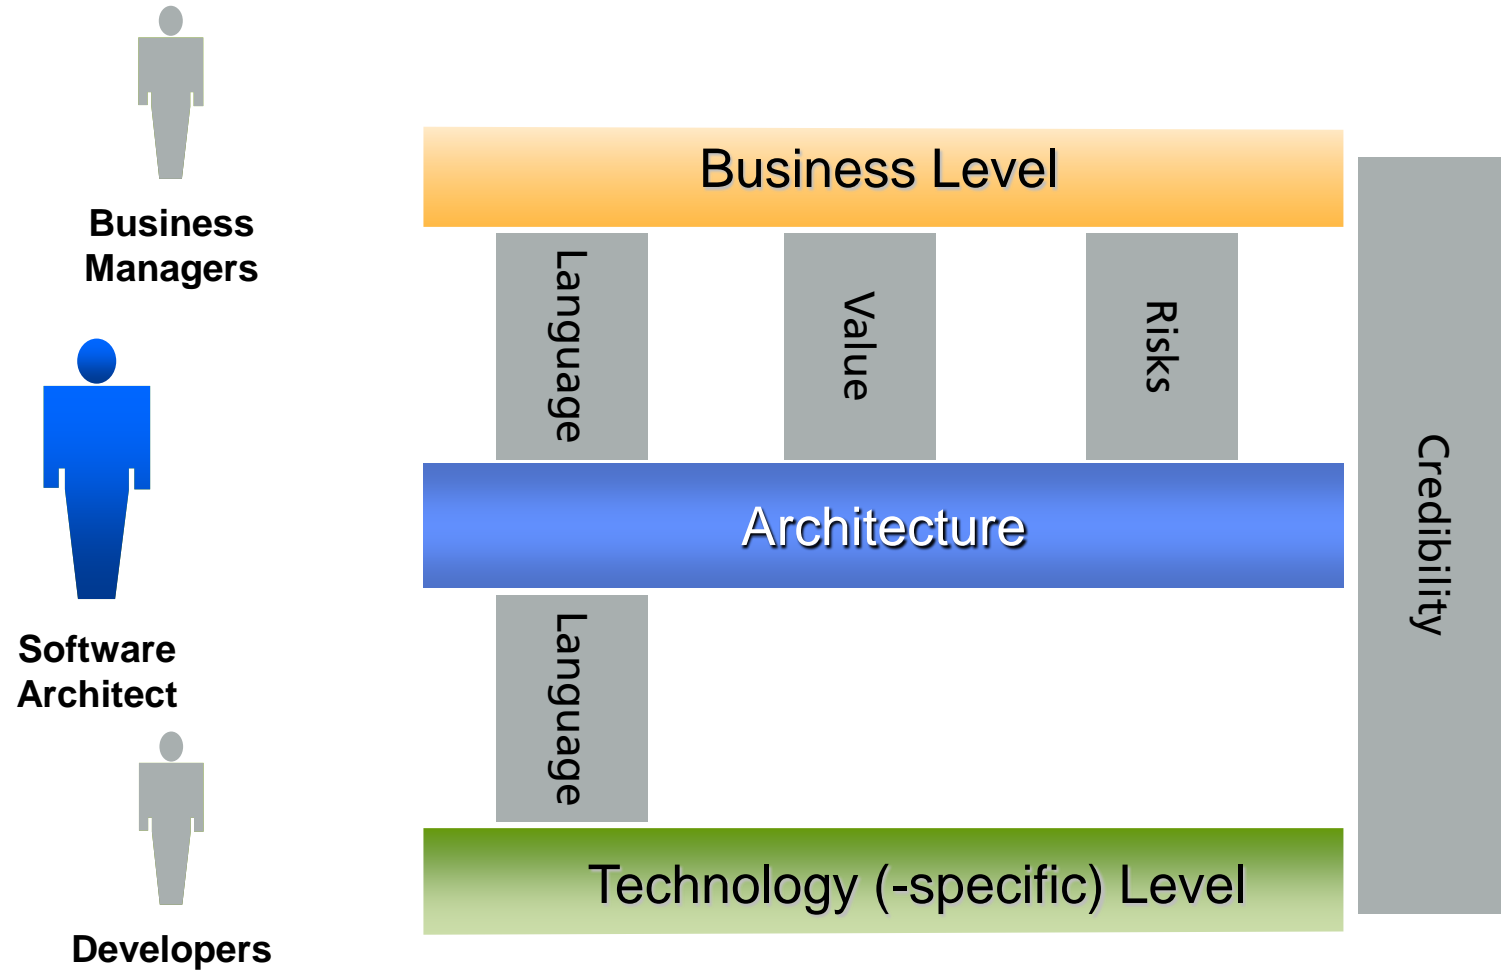 Business
Managers
Business Level
Language
Value
Risks
Credibility
Software
Architect
Architecture
Language
Developers
Technology (-specific) Level